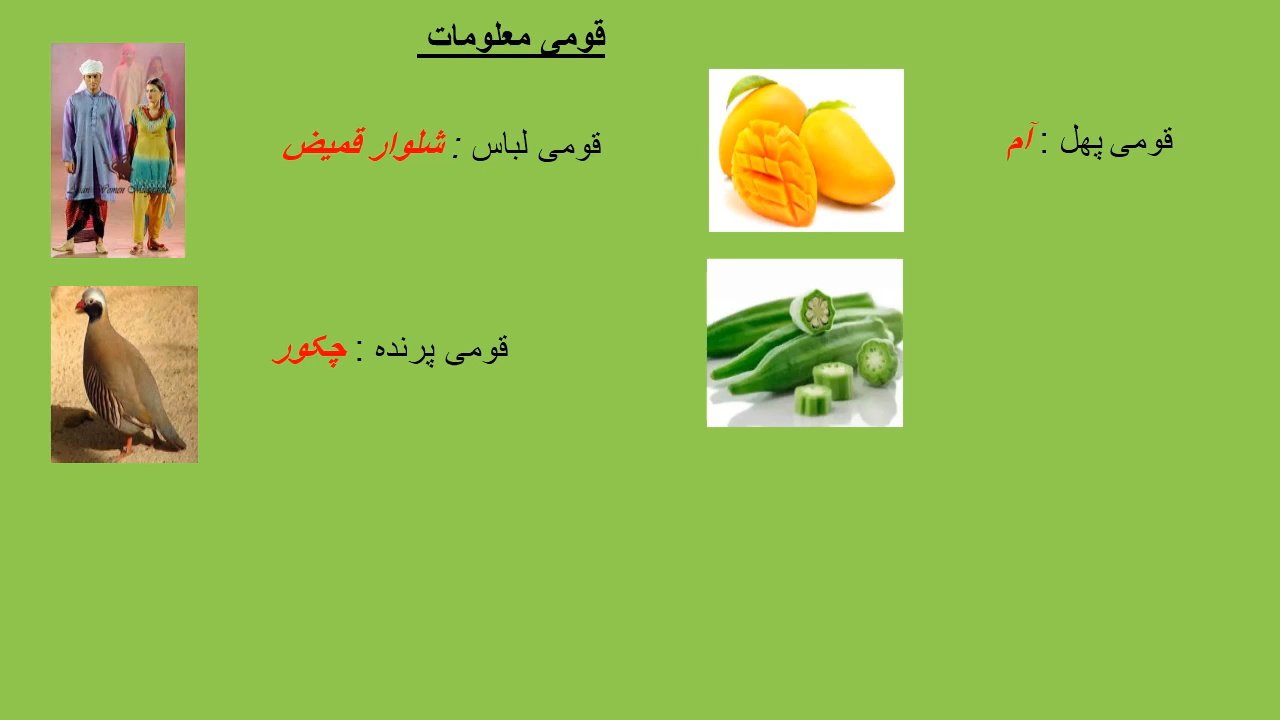 قومی معلومات
قومی پھل : آم
قومی لباس : شلوار قمیض
قومی پرندہ : چکور